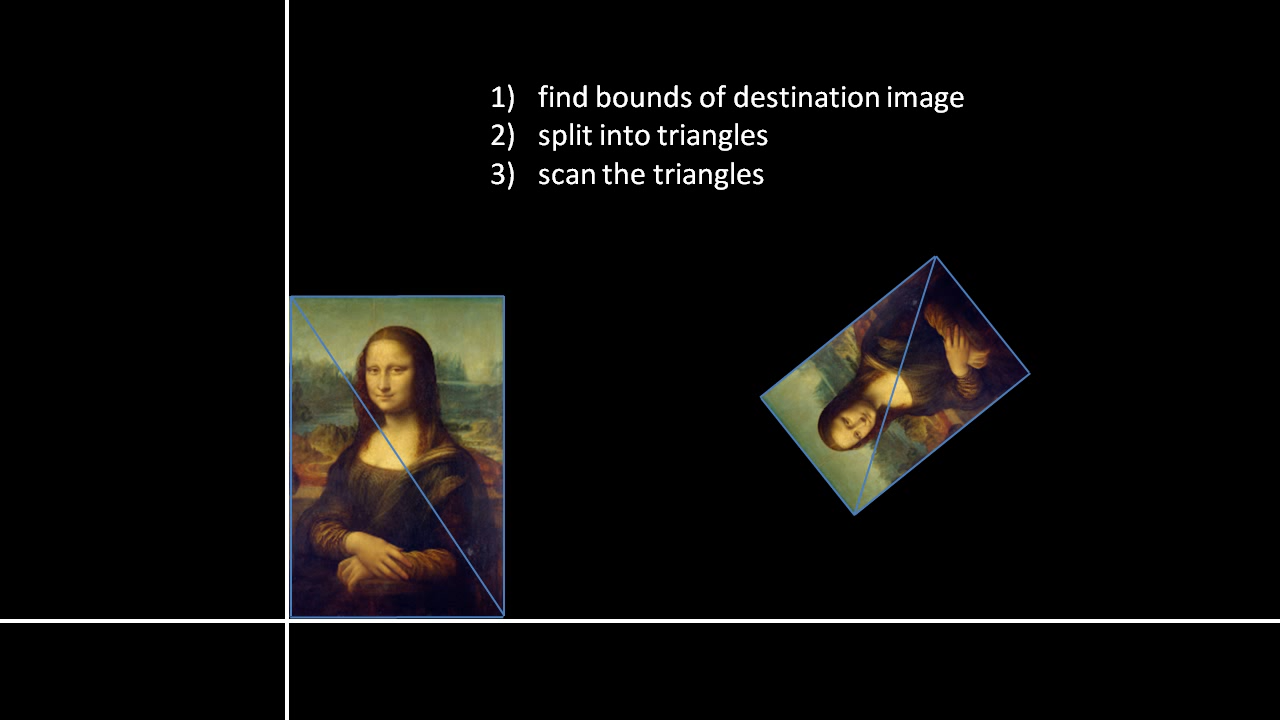 1) find bounds of destination image
2) split into triangles
3) scan the triangles